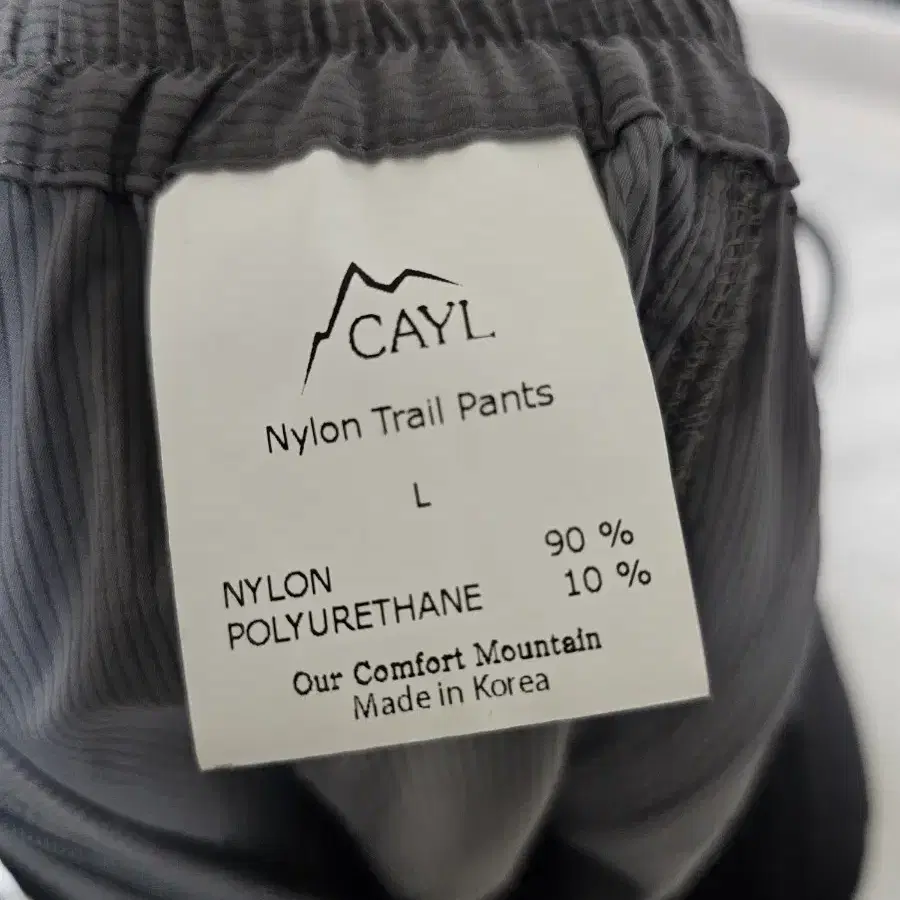 CAYL
Nylon Trail Pants
L
NYLON 90 %
POLYURETHANE 10 %
Our Comfort Mountain
Made in Korea